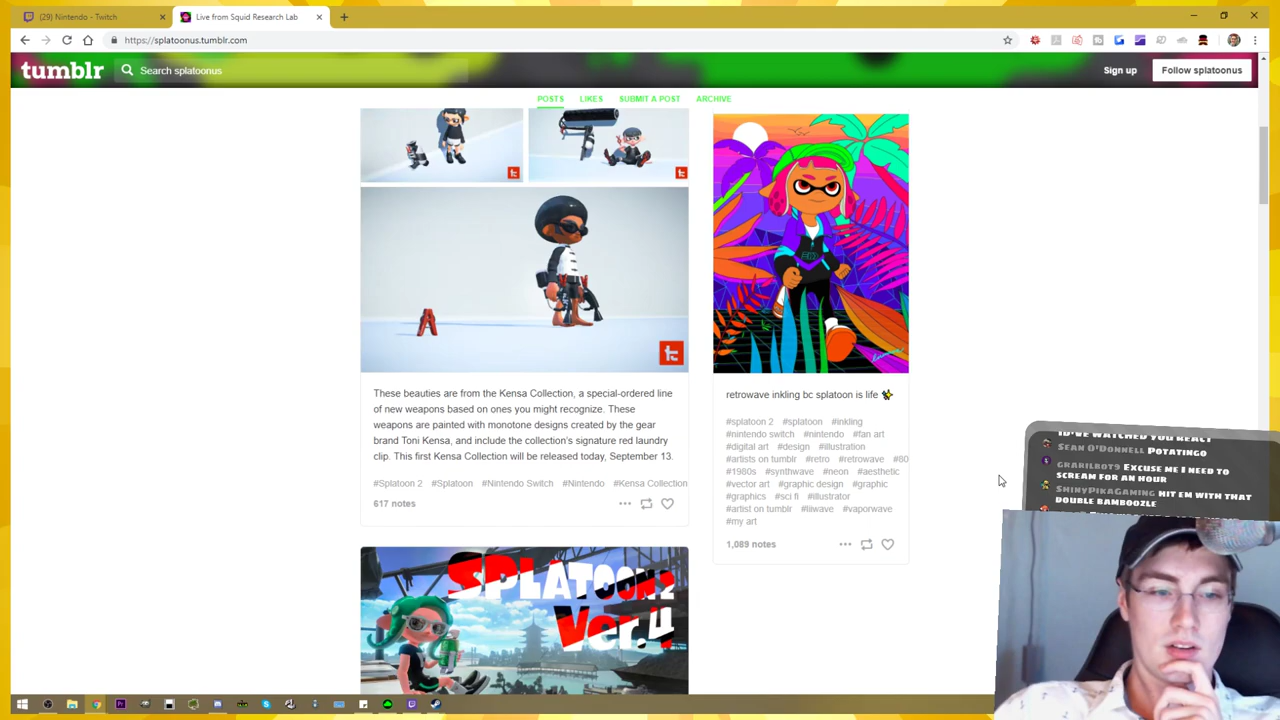 (29) Nintendo - Twitch
Live from Squid Research Lab
https://splatoonus.tumblr.com
tumblr
Search splatoonus
Sign up
Follow splatoonus
POSTS LIKES SUBMIT A POST ARCHIVE
These beauties are from the Kensa Collection, a special-ordered line
of new weapons based on ones you might recognize. These
weapons are painted with monotone designs created by the gear
brand Toni Kensa, and include the collection's signature red laundry
clip. This first Kensa Collection will be released today, September 13.
#Splatoon 2 #Splatoon #Nintendo Switch #Nintendo #Kensa Collection
617 notes
SPLATOON 2
Ver.4
retrowave inkling bc splatoon is life
#splatoon 2 #splatoon #inkling
#nintendo switch #nintendo #fan art
#digital art #design #illustration
#artists on tumblr #retro #retrowave #80
#1980s #synthwave #neon #aesthetic
#vector art #graphic design #graphic
#graphics #sci fi #illustrator
#artist on tumblr #liiwave #vaporwave
#my art
1,089 notes
ID'VE WATCHED YOU REACT
SEAN O'DONNELL POTATINGO
GRABILROT9 EXCUSE ME I NEED TO
SCREAM FOR AN HOUR
SHINYPIKAGAMING HIT EM WITH THAT
DOUBLE BAMBOOZLE